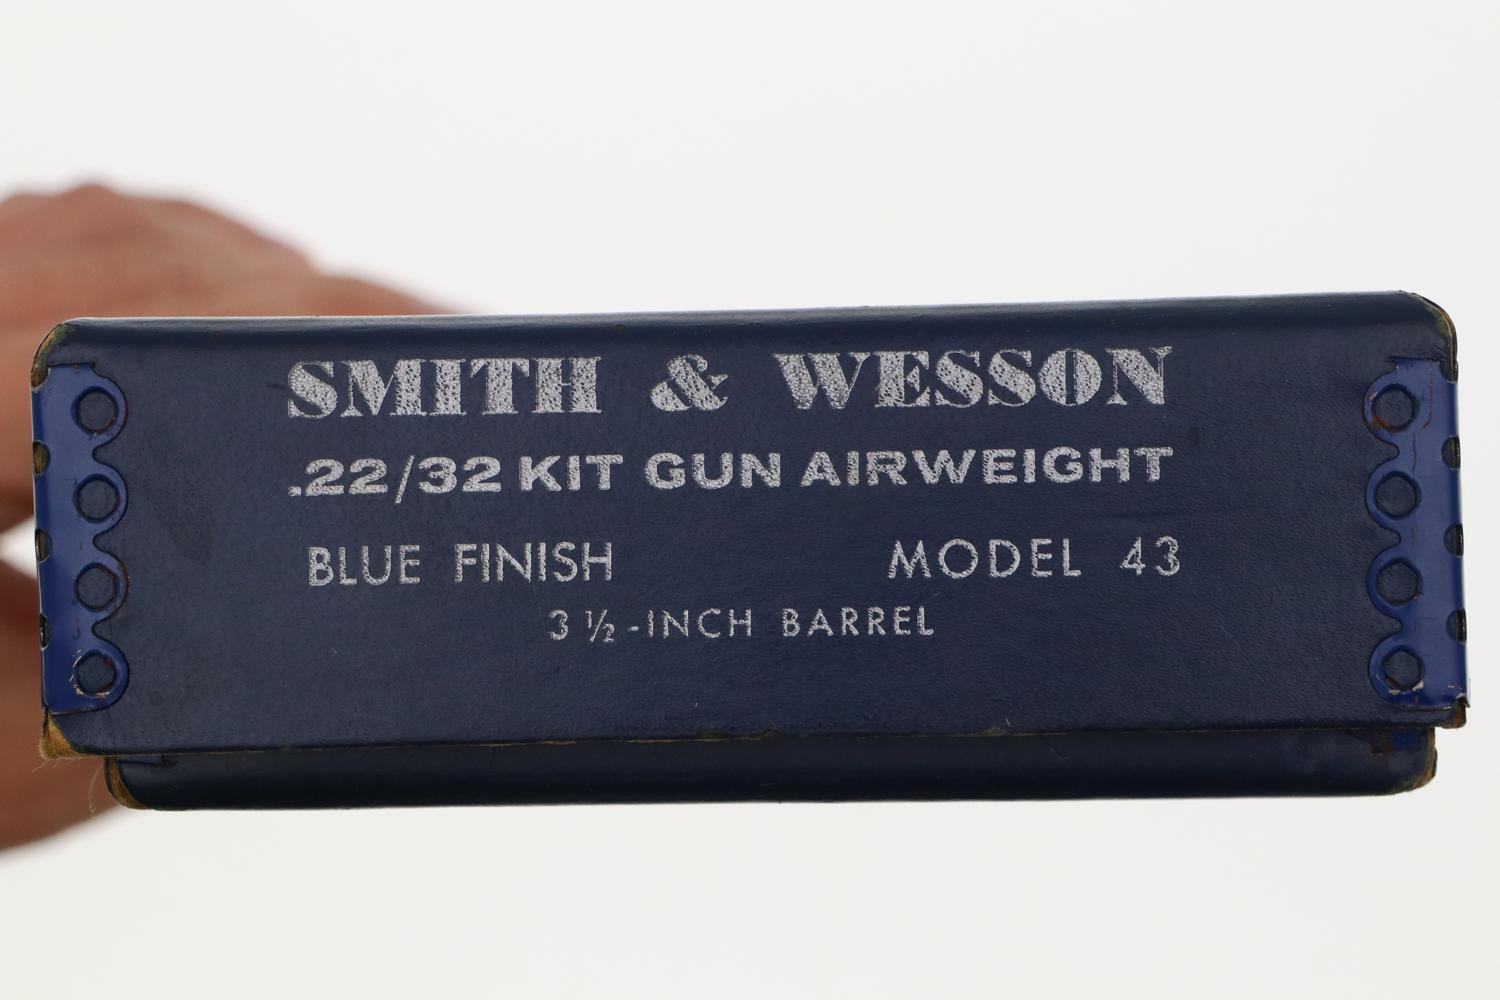 SMITH & WESSON
.22/32 KIT GUN AIRWEIGHT
BLUE FINISH MODEL 43
3 ½-INCH BARREL